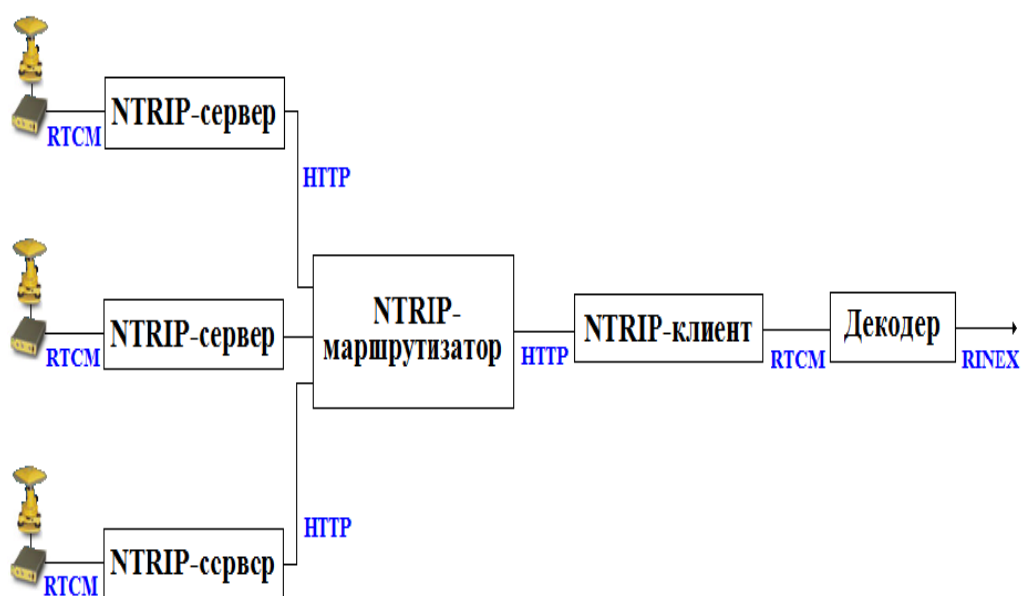 NTRIP-сервер
RTCM
HTTP
NTRIP-сервер
RTCM
NTRIP-
маршрутизатор
HTTP
NTRIP-клиент
RTCM
Декодер
RINEX
HTTP
NTRIP-сервер
RTCM